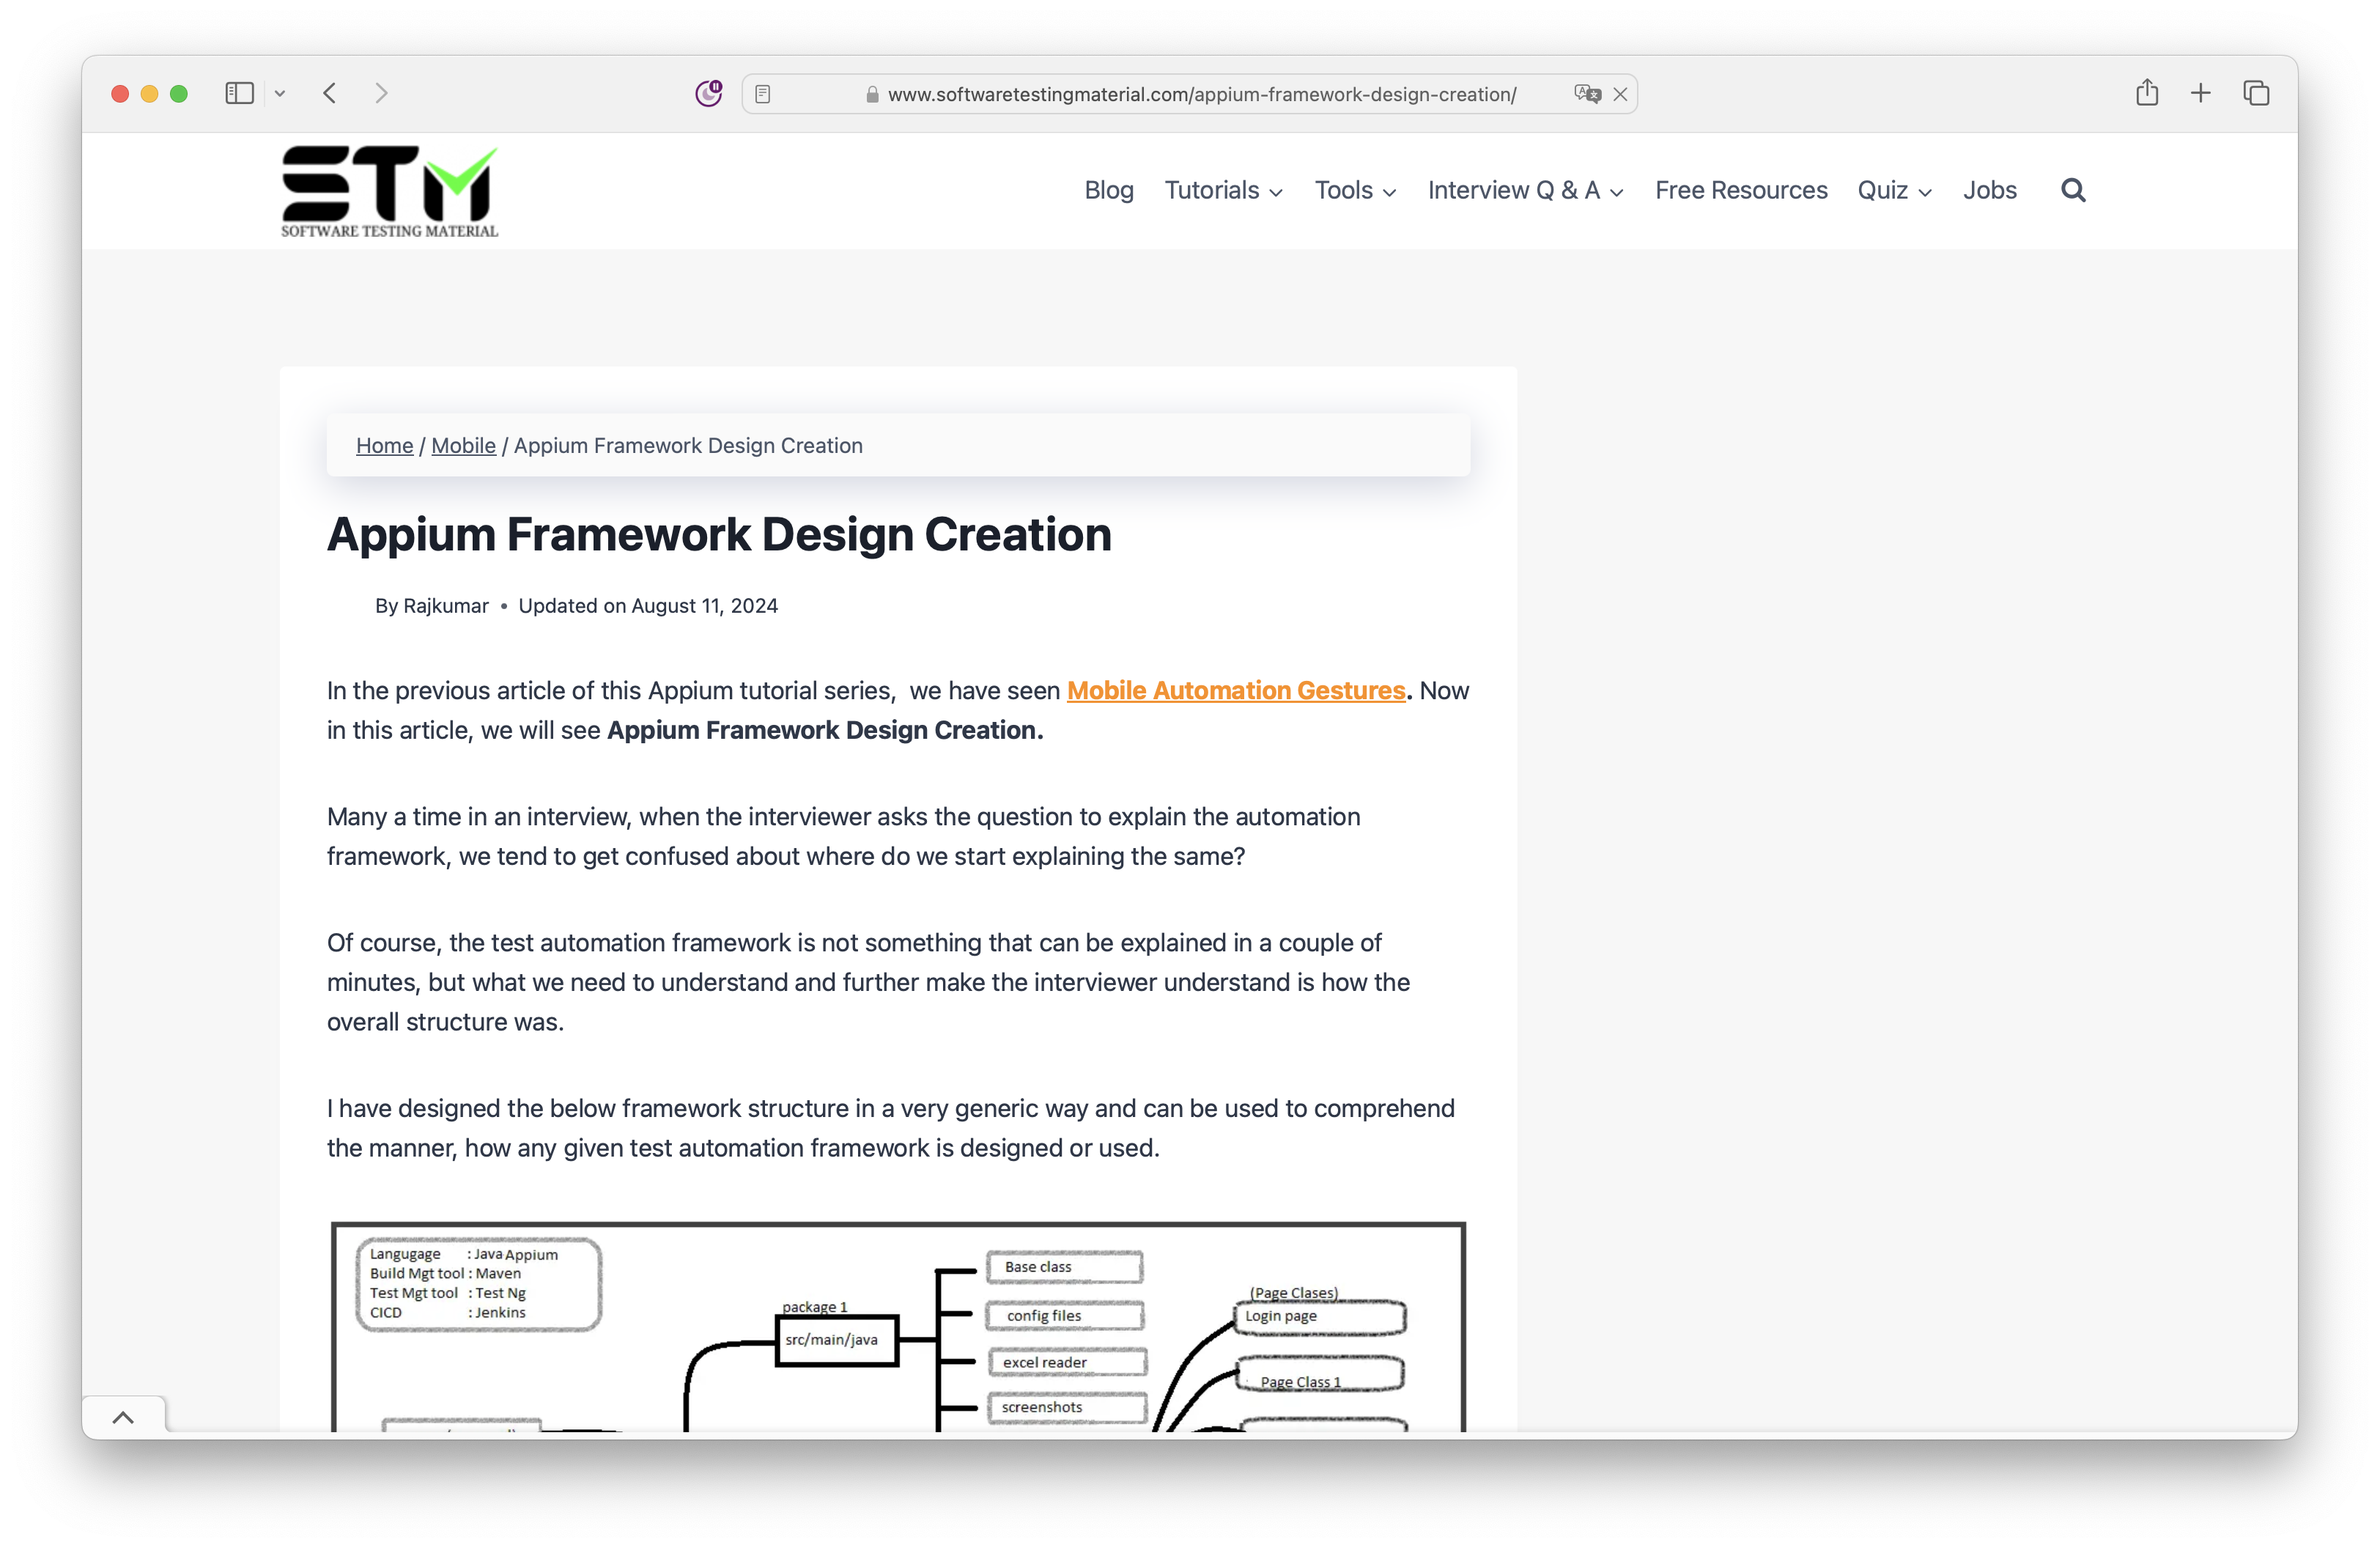 www.softwaretestingmaterial.com/appium-framework-design-creation/
STM
SOFTWARE TESTING MATERIAL
Blog Tutorials Tools Interview Q & A Free Resources Quiz Jobs
Home / Mobile / Appium Framework Design Creation
Appium Framework Design Creation
By Rajkumar • Updated on August 11, 2024
In the previous article of this Appium tutorial series, we have seen Mobile Automation Gestures. Now
in this article, we will see Appium Framework Design Creation.
Many a time in an interview, when the interviewer asks the question to explain the automation
framework, we tend to get confused about where do we start explaining the same?
Of course, the test automation framework is not something that can be explained in a couple of
minutes, but what we need to understand and further make the interviewer understand is how the
overall structure was.
I have designed the below framework structure in a very generic way and can be used to comprehend
the manner, how any given test automation framework is designed or used.
Langugage : Java Appium
Build Mgt tool : Maven
Test Mgt tool : Test Ng
CICD : Jenkins
package 1
src/main/java
Base class
config files
excel reader
screenshots
(Page Clases)
Login page
Page Class 1